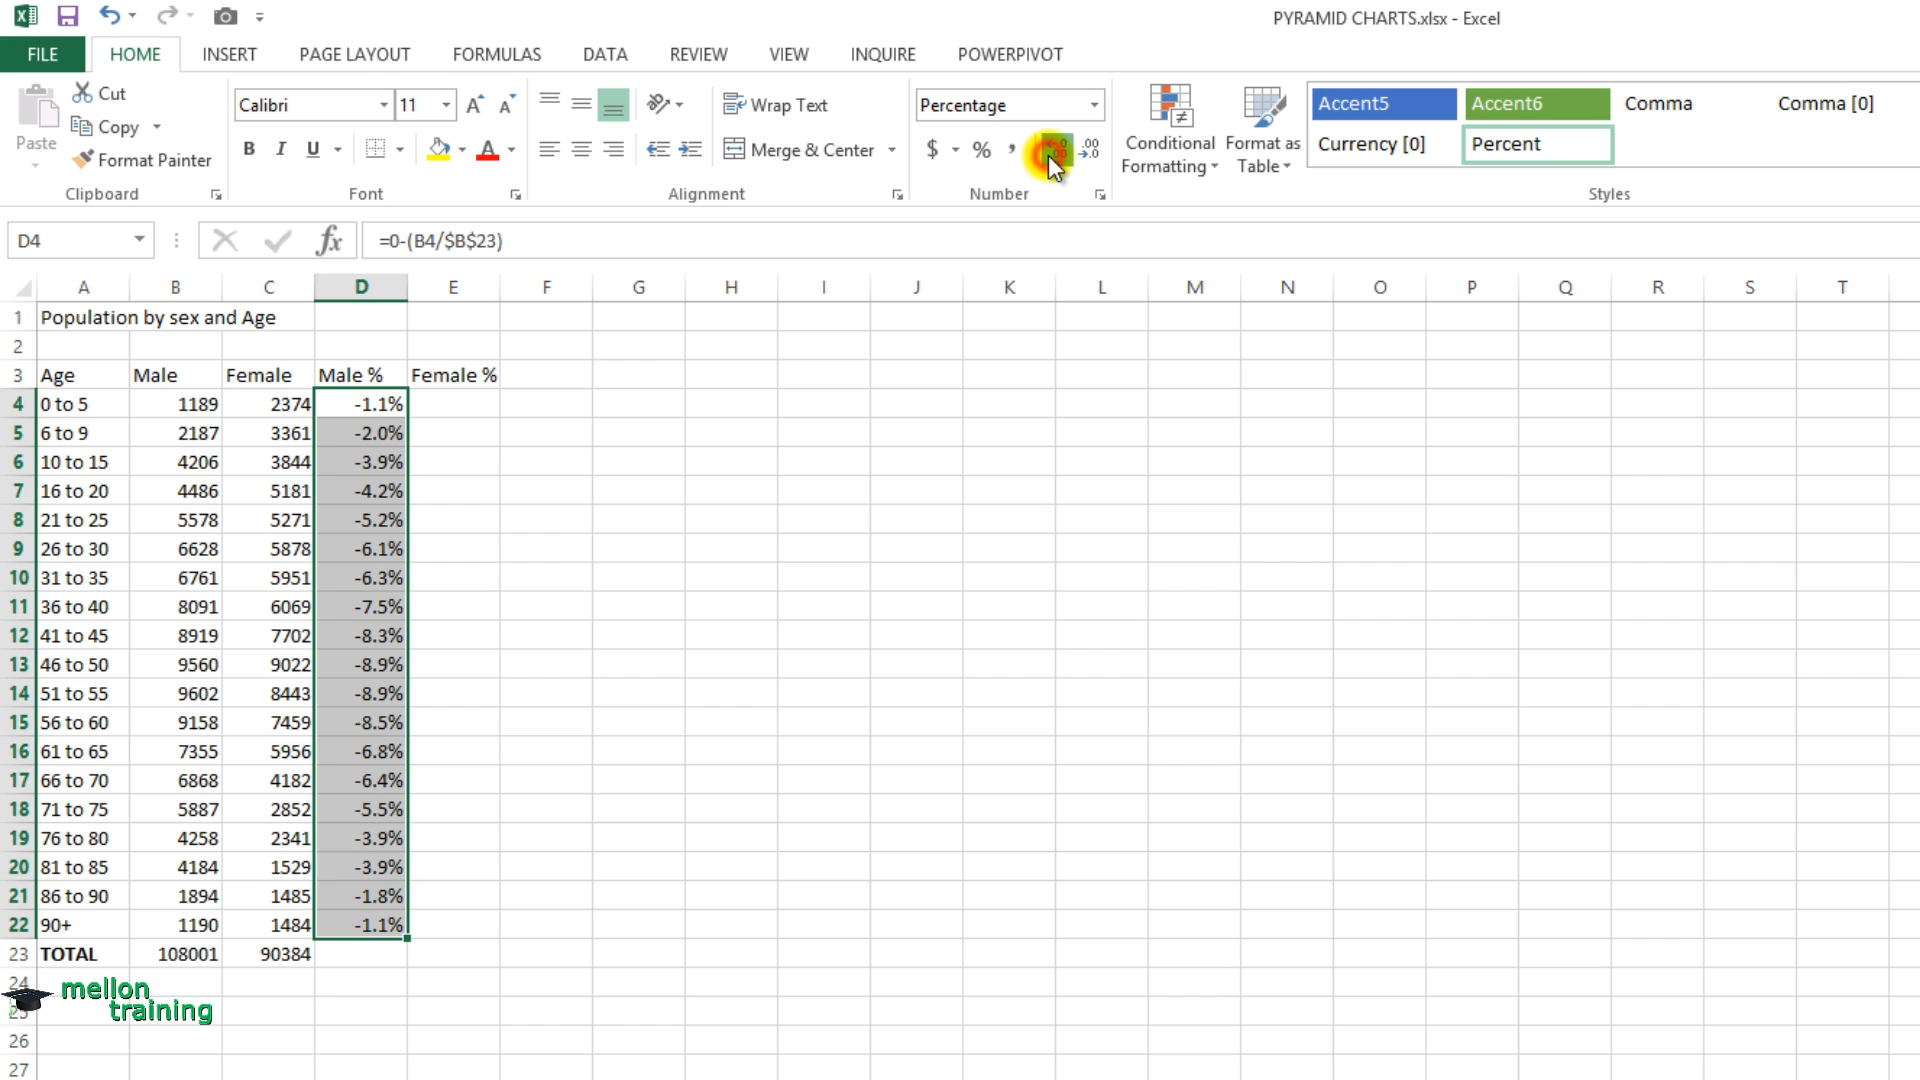 PYRAMID CHARTS.xlsx - Excel
FILE HOME INSERT PAGE LAYOUT FORMULAS DATA REVIEW VIEW INQUIRE POWERPIVOT
Paste
Cut
Copy
Format Painter
Clipboard
Calibri 11
B I U
Font
Wrap Text
Merge & Center
Alignment
Percentage
$ % ,
Number
Conditional Formatting
Format as Table
Accent5 Accent6 Comma Comma [0]
Currency [0] Percent
Styles
D4 fx =0-(B4/$B$23)
A B C D E F G H I J K L M N O P Q R S T
1 Population by sex and Age
2
3 Age Male Female Male % Female %
4 0 to 5 1189 2374 -1.1%
5 6 to 9 2187 3361 -2.0%
6 10 to 15 4206 3844 -3.9%
7 16 to 20 4486 5181 -4.2%
8 21 to 25 5578 5271 -5.2%
9 26 to 30 6628 5878 -6.1%
10 31 to 35 6761 5951 -6.3%
11 36 to 40 8091 6069 -7.5%
12 41 to 45 8919 7702 -8.3%
13 46 to 50 9560 9022 -8.9%
14 51 to 55 9602 8443 -8.9%
15 56 to 60 9158 7459 -8.5%
16 61 to 65 7355 5956 -6.8%
17 66 to 70 6868 4182 -6.4%
18 71 to 75 5887 2852 -5.5%
19 76 to 80 4258 2341 -3.9%
20 81 to 85 4184 1529 -3.9%
21 86 to 90 1894 1485 -1.8%
22 90+ 1190 1484 -1.1%
23 TOTAL 108001 90384
24
mellon
training
25
26
27